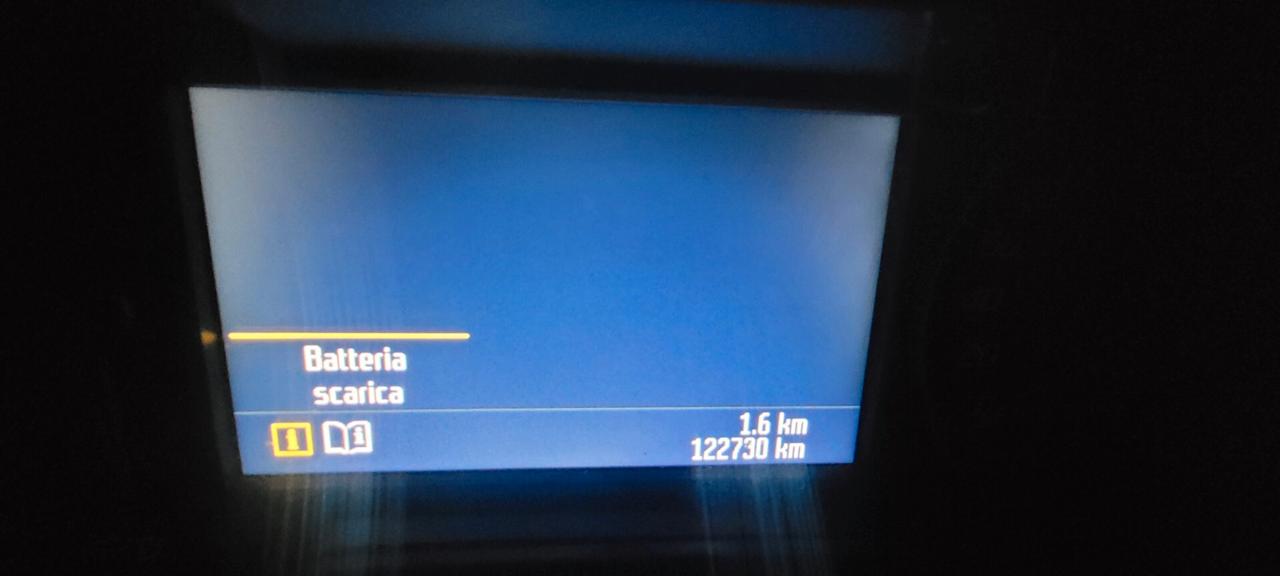 Batteria
scarica
1.6 km
122730 km